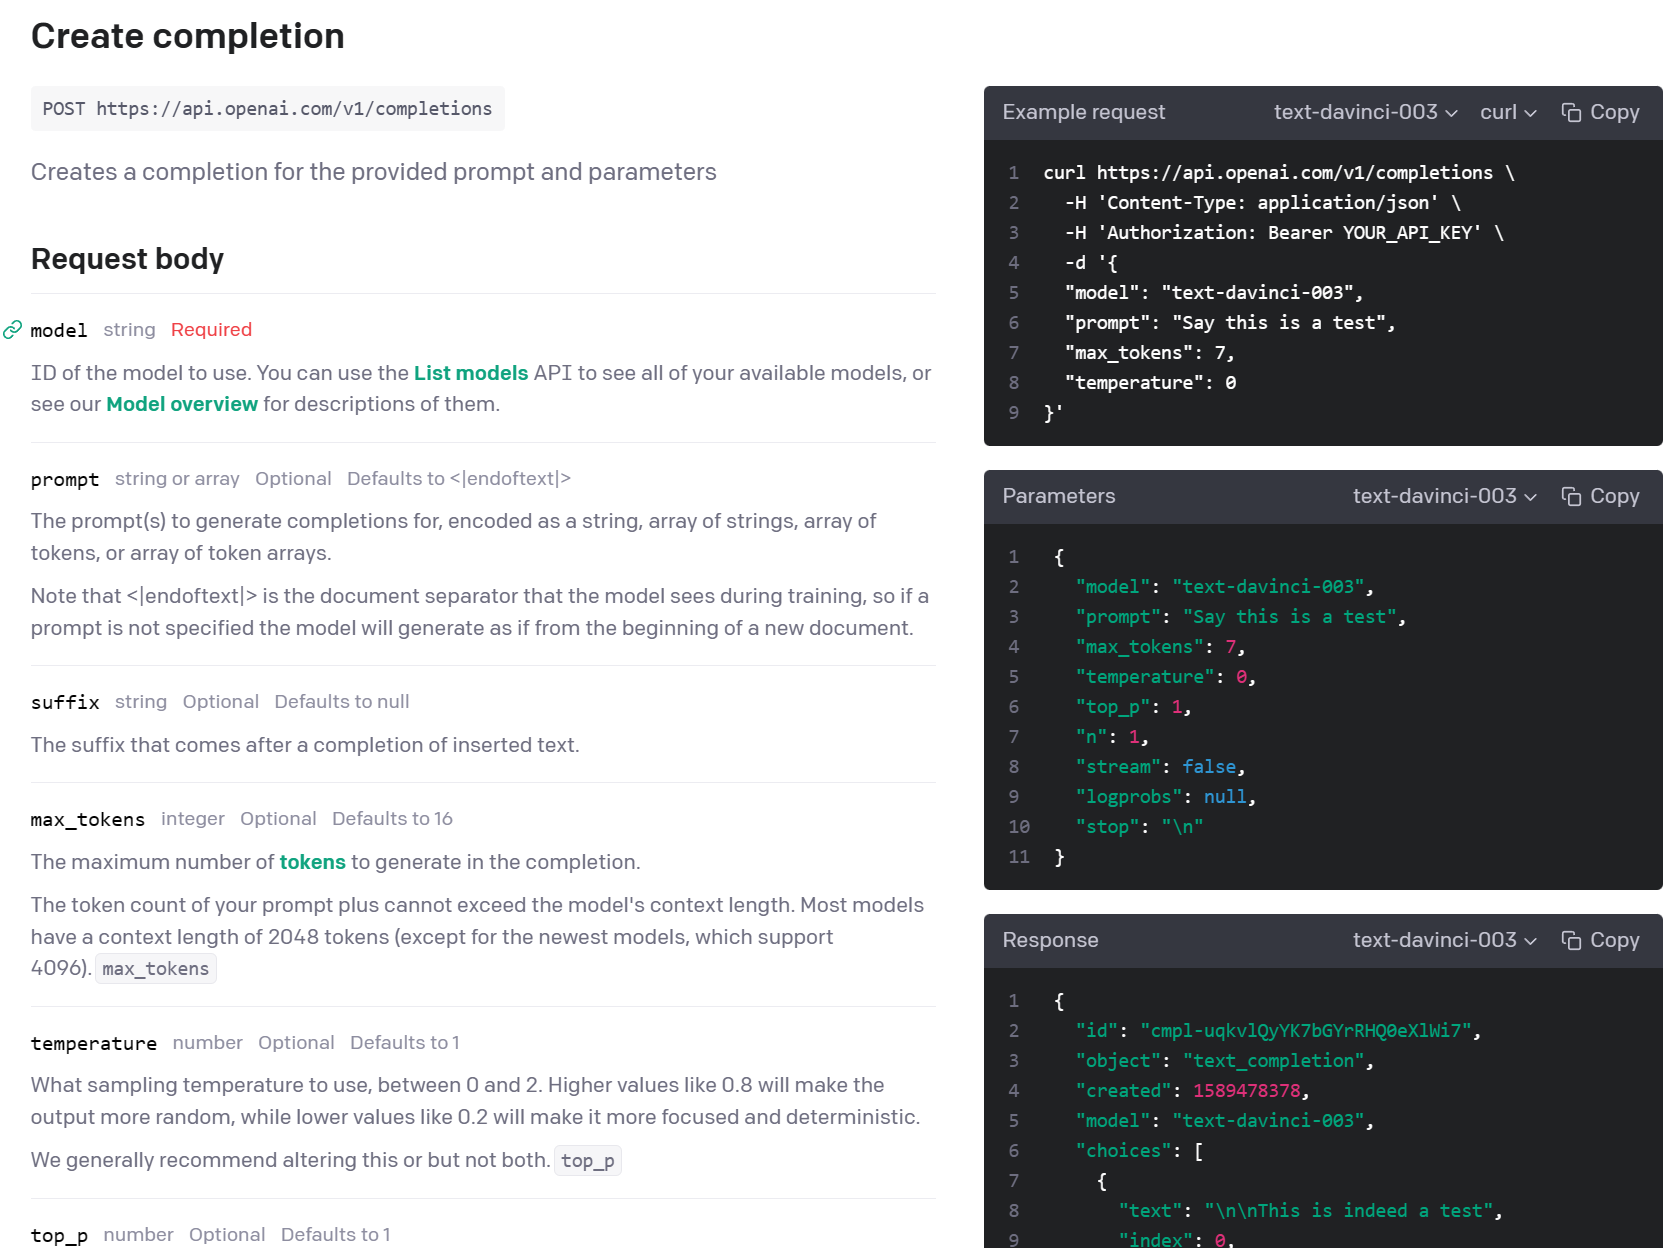 Create completion
POST https://api.openai.com/v1/completions
Creates a completion for the provided prompt and parameters
Request body
model string Required
ID of the model to use. You can use the List models API to see all of your available models, or
see our Model overview for descriptions of them.
prompt string or array Optional Defaults to <|endoftext|>
The prompt(s) to generate completions for, encoded as a string, array of strings, array of
tokens, or array of token arrays.
Note that <|endoftext|> is the document separator that the model sees during training, so if a
prompt is not specified the model will generate as if from the beginning of a new document.
suffix string Optional Defaults to null
The suffix that comes after a completion of inserted text.
max_tokens integer Optional Defaults to 16
The maximum number of tokens to generate in the completion.
The token count of your prompt plus cannot exceed the model's context length. Most models
have a context length of 2048 tokens (except for the newest models, which support
4096). max_tokens
temperature number Optional Defaults to 1
What sampling temperature to use, between 0 and 2. Higher values like 0.8 will make the
output more random, while lower values like 0.2 will make it more focused and deterministic.
We generally recommend altering this or but not both. top_p
top_p number Optional Defaults to 1
Example request text-davinci-003 curl Copy
1 curl https://api.openai.com/v1/completions \
2 -H 'Content-Type: application/json' \
3 -H 'Authorization: Bearer YOUR_API_KEY' \
4 -d '{
5 "model": "text-davinci-003",
6 "prompt": "Say this is a test",
7 "max_tokens": 7,
8 "temperature": 0
9 }'
Parameters text-davinci-003 Copy
1 {
2 "model": "text-davinci-003",
3 "prompt": "Say this is a test",
4 "max_tokens": 7,
5 "temperature": 0,
6 "top_p": 1,
7 "n": 1,
8 "stream": false,
9 "logprobs": null,
10 "stop": "\n"
11 }
Response text-davinci-003 Copy
1 {
2 "id": "cmpl-uqkvlQyYK7bGYrRHQ0eXlWi7",
3 "object": "text_completion",
4 "created": 1589478378,
5 "model": "text-davinci-003",
6 "choices": [
7 {
8 "text": "\n\nThis is indeed a test",
9 "index": 0,